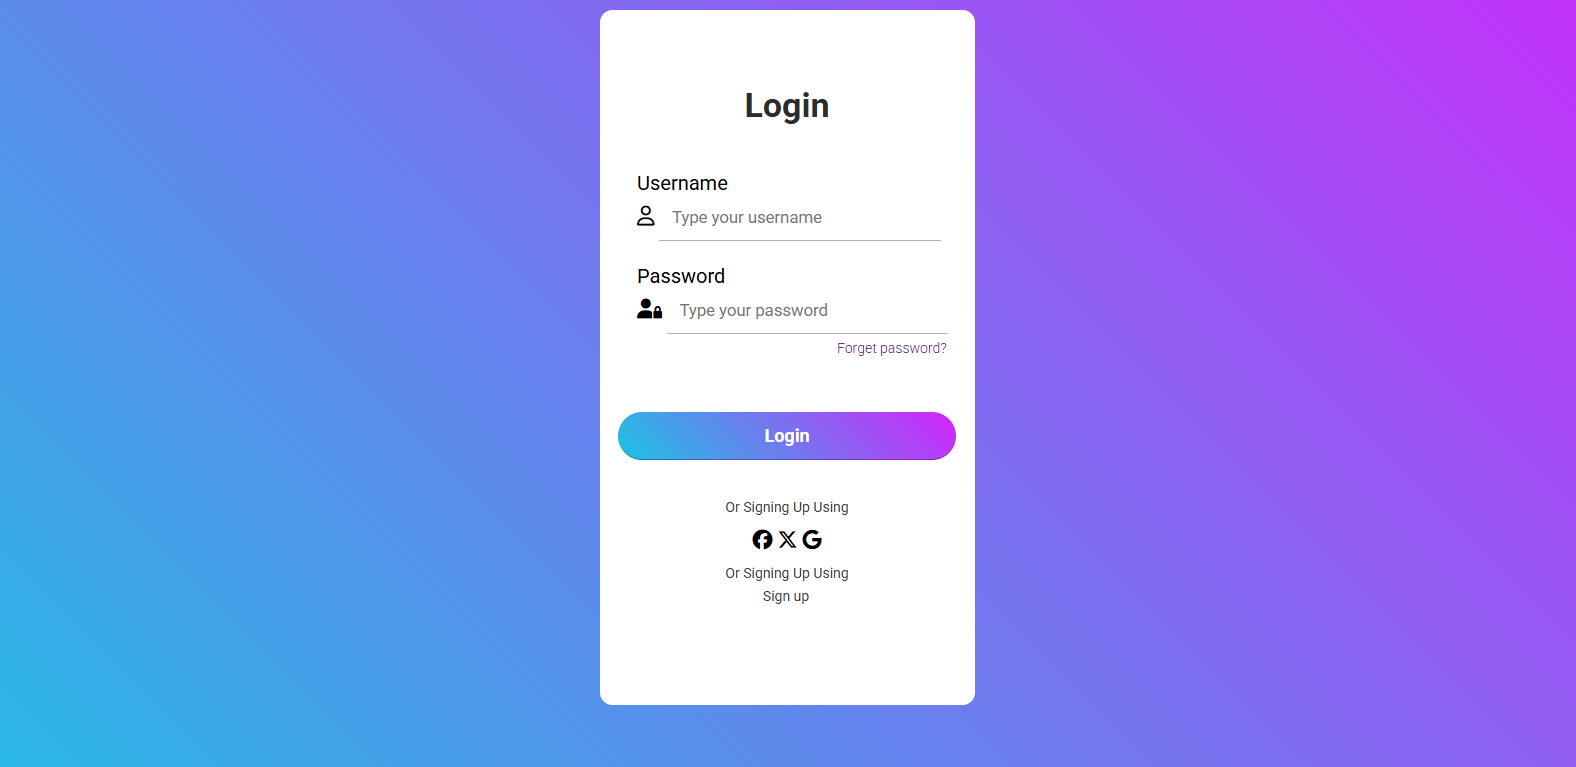 Login
Username
Type your username
Password
Type your password
Forget password?
Login
Or Signing Up Using
Or Signing Up Using
Sign up